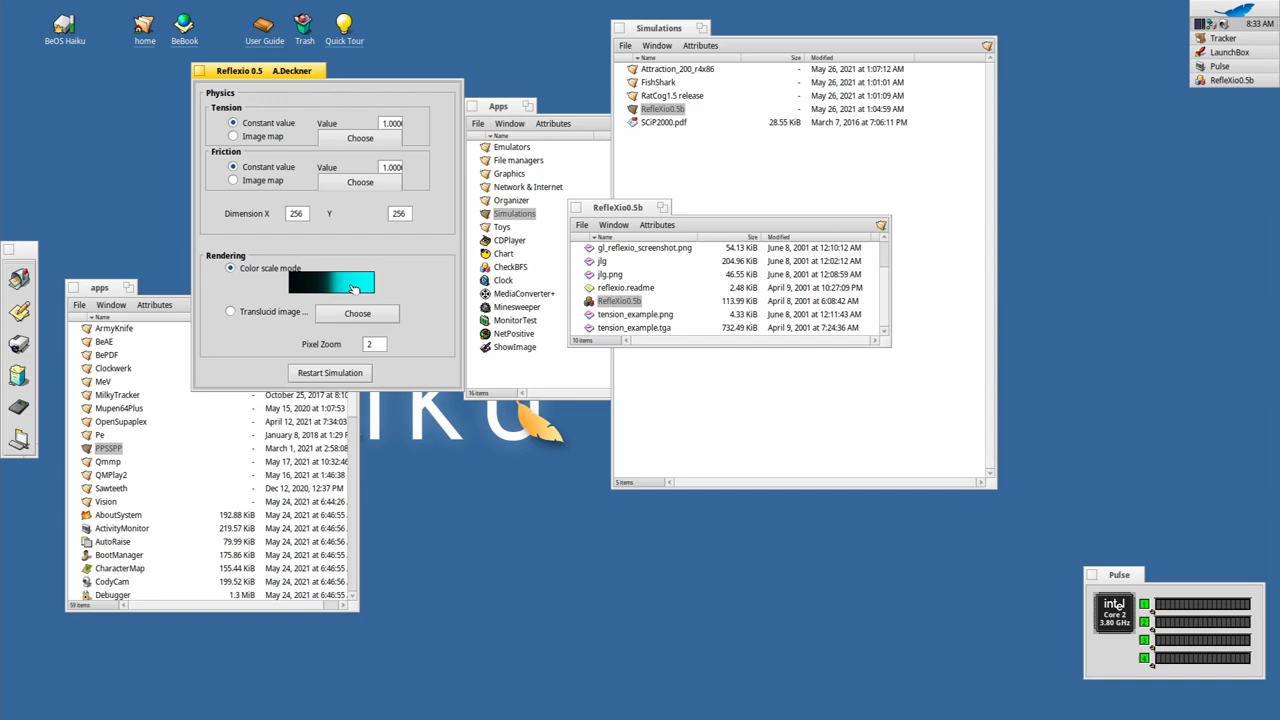 BeOS Haiku
home
BeBook
User Guide
Trash
Quick Tour
8:33 AM
Tracker
LaunchBox
Pulse
RefleXio0.5b
Reflexio 0.5 A.Deckner
Physics
Tension
Constant value Value 1.000
Image map Choose
Friction
Constant value Value 1.000
Image map Choose
Dimension X 256 Y 256
Rendering
Color scale mode
Translucid image ... Choose
Pixel Zoom 2
Restart Simulation
Apps
File Window Attributes
Name
Emulators
File managers
Graphics
Network & Internet
Organizer
Simulations
Toys
CDPlayer
Chart
CheckBFS
Clock
MediaConverter+
Minesweeper
MonitorTest
NetPositive
ShowImage
16 items
Simulations
File Window Attributes
Name Size Modified
Attraction_200_r4x86 - May 26, 2021 at 1:07:12 AM
FishShark - May 26, 2021 at 1:01:01 AM
RatCog1.5 release - May 26, 2021 at 1:01:09 AM
RefleXio0.5b - May 26, 2021 at 1:04:59 AM
SCiP2000.pdf 28.55 KiB March 7, 2016 at 7:06:11 PM
5 items
RefleXio0.5b
File Window Attributes
Name Size Modified
gl_reflexio_screenshot.png 54.13 KiB June 8, 2001 at 12:10:12 AM
jlg 204.96 KiB June 8, 2001 at 12:02:12 AM
jlg.png 46.55 KiB June 8, 2001 at 12:08:59 AM
reflexio.readme 2.48 KiB April 9, 2001 at 10:27:09 PM
RefleXio0.5b 113.99 KiB April 8, 2001 at 6:08:42 AM
tension_example.png 4.33 KiB June 8, 2001 at 12:11:43 AM
tension_example.tga 732.49 KiB April 9, 2001 at 7:24:36 AM
10 items
apps
File Window Attributes
Name
ArmyKnife
BeAE
BePDF
Clockwerk
MeV
MilkyTracker October 25, 2017 at 8:10
Mupen64Plus - May 15, 2020 at 1:07:53
OpenSupaplex - April 12, 2021 at 7:34:03
Pe - January 8, 2018 at 1:29 P
PPSSPP - March 1, 2021 at 2:58:08
Qmmp - May 17, 2021 at 10:32:46
QMPlay2 - May 16, 2021 at 1:46:38
Sawteeth - Dec 12, 2020, 12:37 PM
Vision - May 24, 2021 at 6:44:26
AboutSystem 192.88 KiB May 24, 2021 at 6:46:55
ActivityMonitor 219.57 KiB May 24, 2021 at 6:46:56
AutoRaise 79.99 KiB May 24, 2021 at 6:46:56
BootManager 175.86 KiB May 24, 2021 at 6:46:55
CharacterMap 155.44 KiB May 24, 2021 at 6:46:56
CodyCam 199.52 KiB May 24, 2021 at 6:46:56
Debugger 1.3 MiB May 24, 2021 at 6:46:55
59 items
Pulse
intel
Core 2
3.80 GHz
1
2
3
4